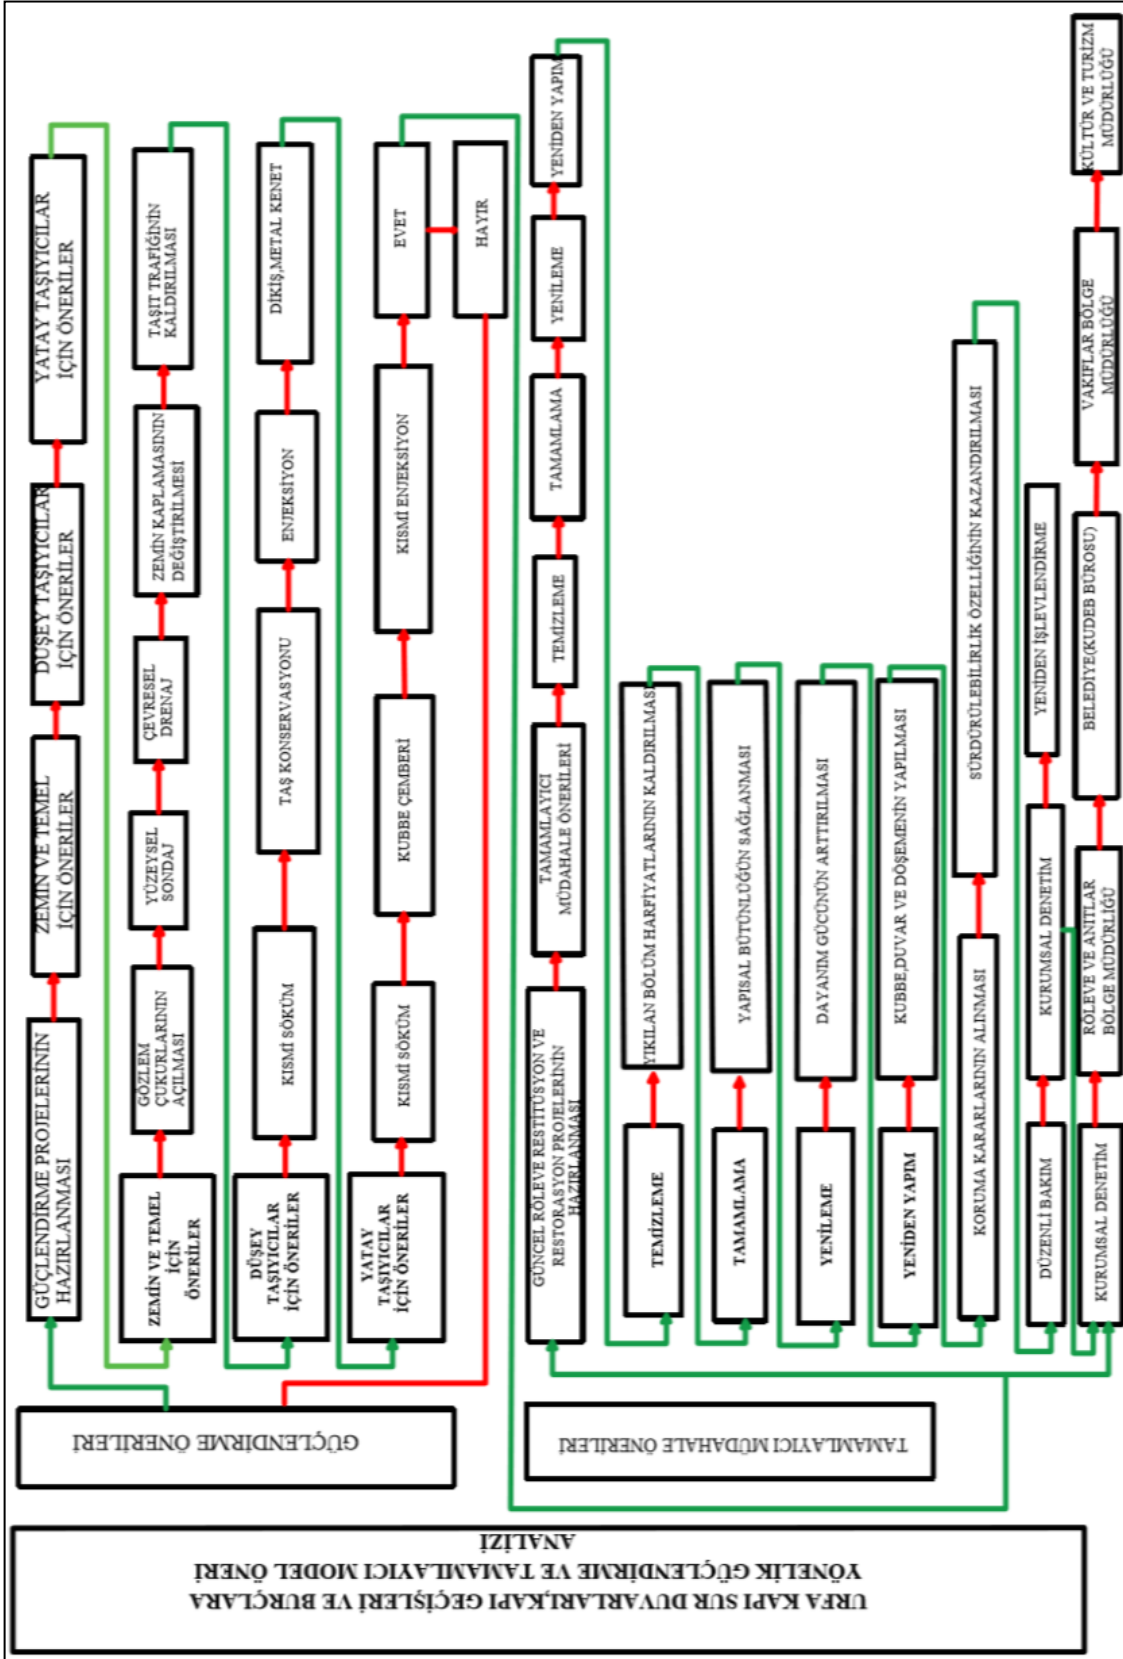 URFA KAPI SUR DUVARLARI,KAPI GEÇİŞLERİ VE BURÇLARA
YÖNELİK GÜÇLENDİRME VE TAMAMLAYICI MODEL ÖNERİ
ANALİZİ
GÜÇLENDİRME ÖNERİLERİ
GÜÇLENDİRME PROJELERİNİN
HAZIRLANMASI
ZEMİN VE TEMEL
İÇİN ÖNERİLER
DÜŞEY TAŞIYICILAR
İÇİN ÖNERİLER
YATAY TAŞIYICILAR
İÇİN ÖNERİLER
ZEMİN VE TEMEL
İÇİN
ÖNERİLER
GÖZLEM
ÇUKURLARININ
AÇILMASI
YÜZEYSEL
SONDAJ
ÇEVRESEL
DRENAJ
ZEMİN KAPLAMASININ
DEĞİŞTİRİLMESİ
TAŞIT TRAFİĞİNİN
KALDIRILMASI
DÜŞEY
TAŞIYICILAR
İÇİN ÖNERİLER
KISMİ SÖKÜM
TAŞ KONSERVASYONU
ENJEKSİYON
DİKİŞ,METAL KENET
YATAY
TAŞIYICILAR
İÇİN ÖNERİLER
KISMİ SÖKÜM
KUBBE ÇEMBERİ
KISMİ ENJEKSİYON
EVET
HAYIR
TAMAMLAYICI MÜDAHALE ÖNERİLERİ
GÜNCEL RÖLEVE RESTİTÜSYON VE
RESTORASYON PROJELERİNİN
HAZIRLANMASI
TAMAMLAYICI
MÜDAHALE ÖNERİLERİ
TEMİZLEME
TAMAMLAMA
YENİLEME
YENİDEN YAPIM
TEMİZLEME
YIKILAN BÖLÜM HARFİYATLARININ KALDIRILMASI
TAMAMLAMA
YAPISAL BÜTÜNLÜĞÜN SAĞLANMASI
YENİLEME
DAYANIM GÜCÜNÜN ARTTIRILMASI
YENİDEN YAPIM
KUBBE,DUVAR VE DÖŞEMENİN YAPILMASI
KORUMA KARARLARININ ALINMASI
SÜRDÜRÜLEBİLİRLİK ÖZELLİĞİNİN KAZANDIRILMASI
DÜZENLİ BAKIM
KURUMSAL DENETİM
YENİDEN İŞLEVLENDİRME
KURUMSAL DENETİM
RÖLEVE VE ANITLAR
BÖLGE MÜDÜRLİĞÜ
BELEDİYE(KUDEB BÜROSU)
VAKIFLAR BÖLGE
MÜDÜRLÜĞÜ
KÜLTÜR VE TURİZM
MÜDÜRLÜĞÜ